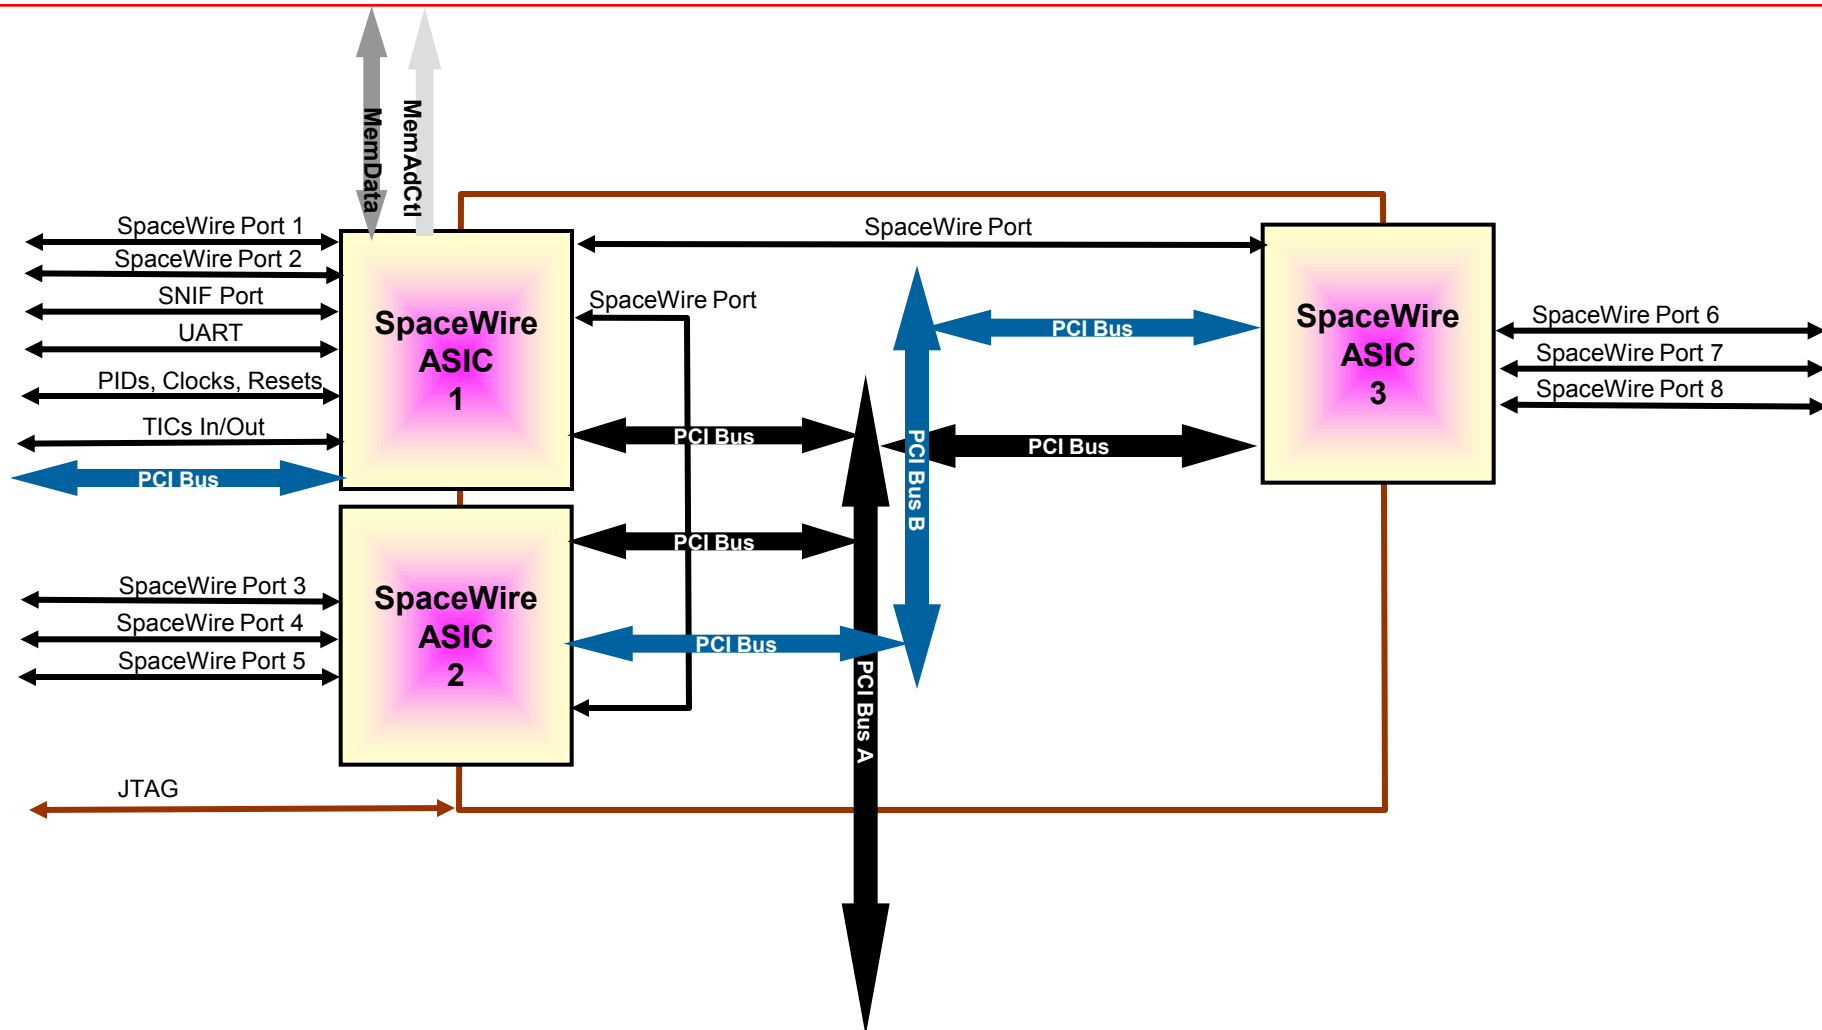 MemData
MemAdCtl
SpaceWire Port 1
SpaceWire Port 2
SNIF Port
UART
PIDs, Clocks, Resets
TICs In/Out
PCI Bus
SpaceWire
ASIC
1
SpaceWire Port
SpaceWire Port
PCI Bus
PCI Bus
PCI Bus
PCI Bus A
PCI Bus B
PCI Bus
PCI Bus
SpaceWire
ASIC
3
SpaceWire Port 6
SpaceWire Port 7
SpaceWire Port 8
SpaceWire Port 3
SpaceWire Port 4
SpaceWire Port 5
SpaceWire
ASIC
2
JTAG